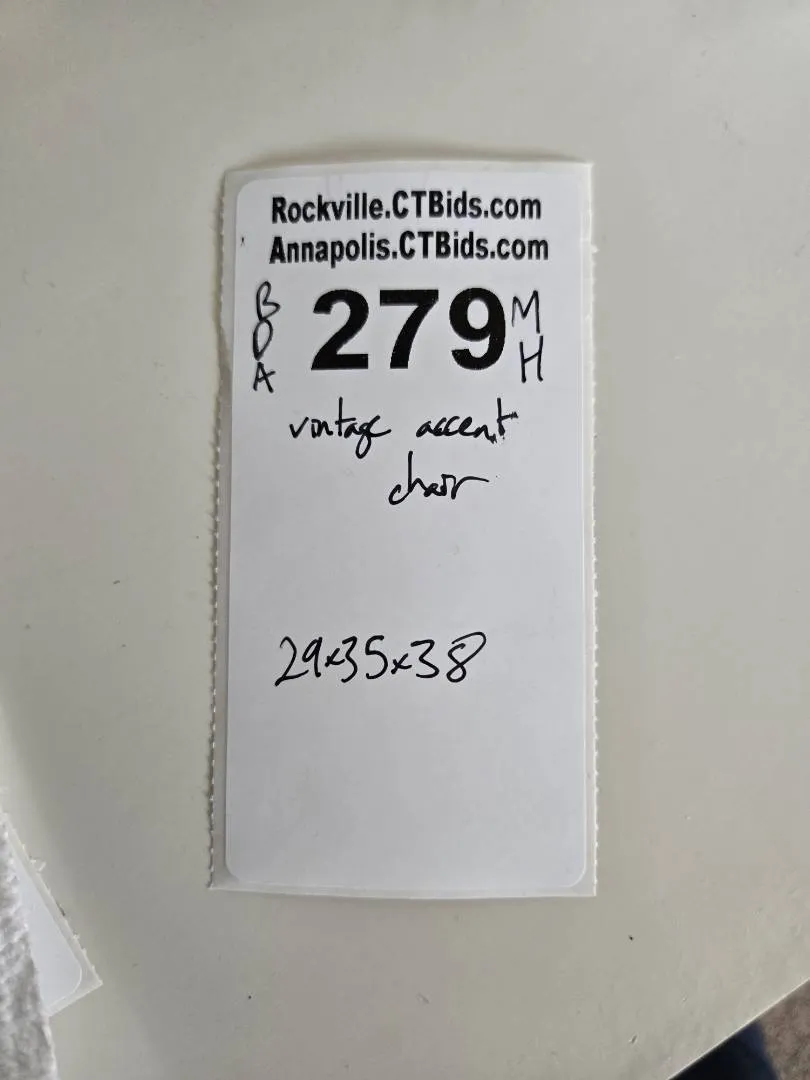 Rockville.CTBids.com
Annapolis.CTBids.com
BDA 279 MH
vintage accent
chair
29x35x38